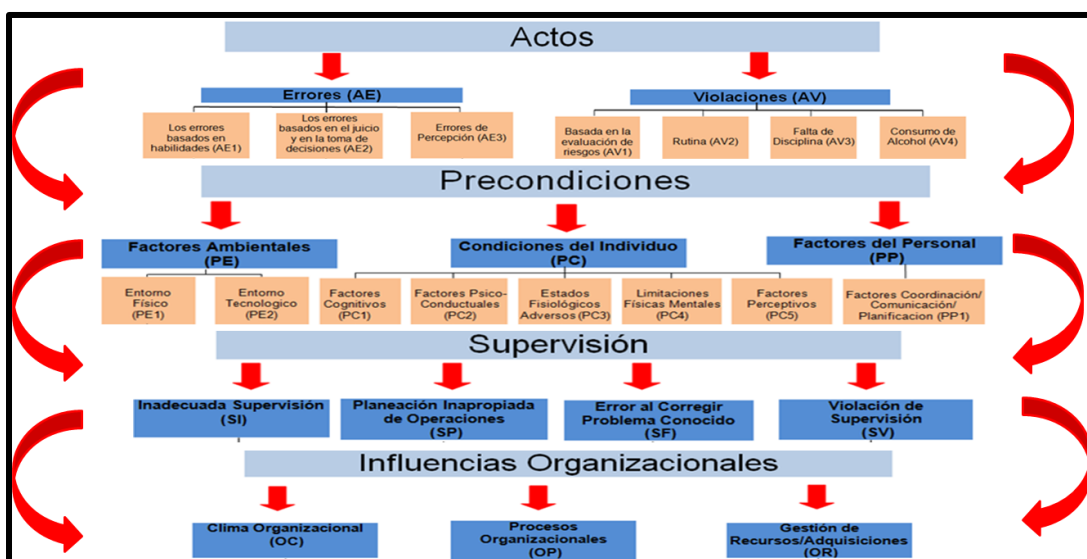 Actos
Errores (AE)
Violaciones (AV)
Los errores
basados en
habilidades (AE1)
Los errores
basados en el juicio
y en la toma de
decisiones (AE2)
Errores de
Percepción (AE3)
Basada en la
evaluación de
riesgos (AV1)
Rutina (AV2)
Falta de
Disciplina (AV3)
Consumo de
Alcohol (AV4)
Precondiciones
Factores Ambientales
(PE)
Condiciones del Individuo
(PC)
Factores del Personal
(PP)
Entorno
Físico
(PE1)
Entorno
Tecnologico
(PE2)
Factores
Cognitivos
(PC1)
Factores Psico-
Conductuales
(PC2)
Estados
Fisiológicos
Adversos (PC3)
Limitaciones
Físicas Mentales
(PC4)
Factores
Perceptivos
(PC5)
Factores Coordinación/
Comunicación/
Planificacion (PP1)
Supervisión
Inadecuada Supervisión
(SI)
Planeación Inapropiada
de Operaciones
(SP)
Error al Corregir
Problema Conocido
(SF)
Violación de
Supervisión
(SV)
Influencias Organizacionales
Clima Organizacional
(OC)
Procesos
Organizacionales
(OP)
Gestión de
Recursos/Adquisiciones
(OR)